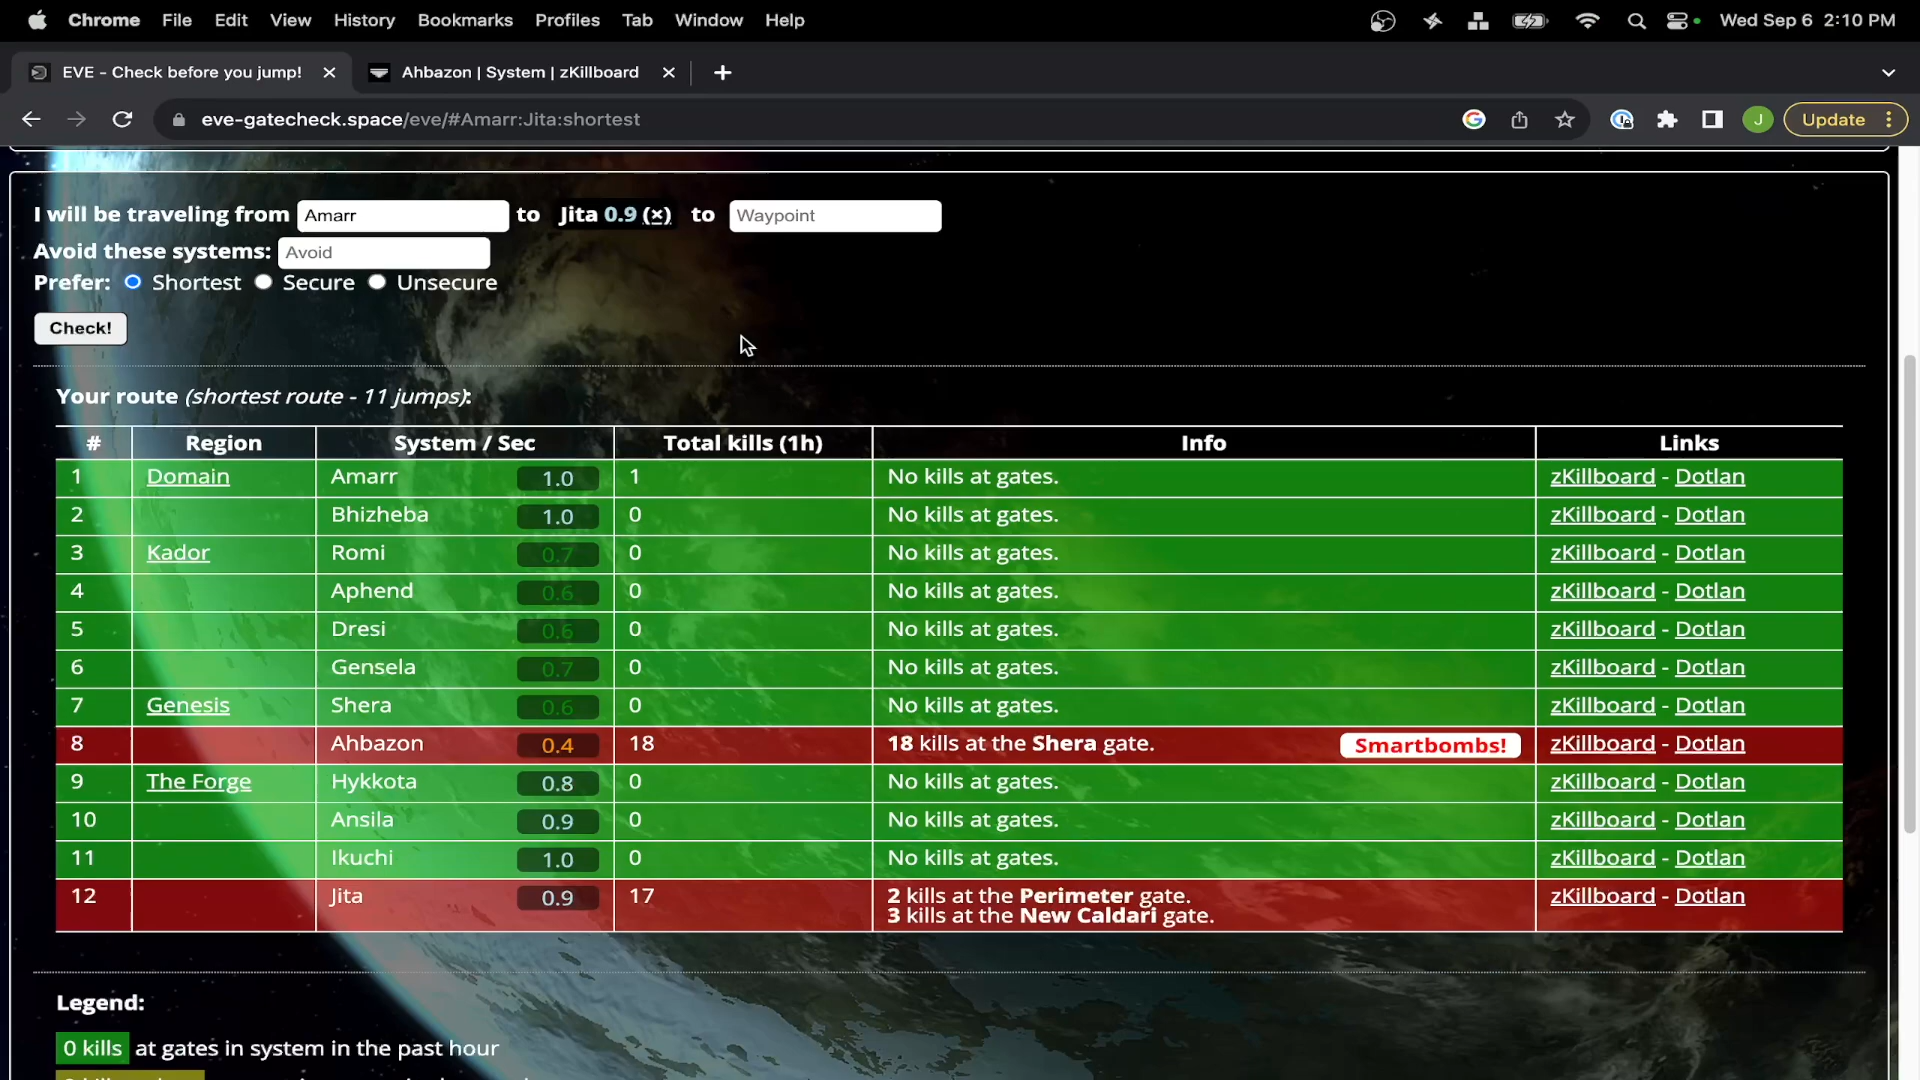 Chrome File Edit View History Bookmarks Profiles Tab Window Help Wed Sep 6 2:10 PM
EVE - Check before you jump! Ahbazon | System | zKillboard
eve-gatecheck.space/eve/#Amarr:Jita:shortest J Update
I will be traveling from Amarr to Jita 0.9 (×) to Waypoint
Avoid these systems: Avoid
Prefer: Shortest Secure Unsecure
Check!
Your route (shortest route - 11 jumps):
# Region System / Sec Total kills (1h) Info Links
1 Domain Amarr 1.0 1 No kills at gates. zKillboard - Dotlan
2 Bhizheba 1.0 0 No kills at gates. zKillboard - Dotlan
3 Kador Romi 0.7 0 No kills at gates. zKillboard - Dotlan
4 Aphend 0.6 0 No kills at gates. zKillboard - Dotlan
5 Dresi 0.6 0 No kills at gates. zKillboard - Dotlan
6 Gensela 0.7 0 No kills at gates. zKillboard - Dotlan
7 Genesis Shera 0.6 0 No kills at gates. zKillboard - Dotlan
8 Ahbazon 0.4 18 18 kills at the Shera gate. Smartbombs! zKillboard - Dotlan
9 The Forge Hykkota 0.8 0 No kills at gates. zKillboard - Dotlan
10 Ansila 0.9 0 No kills at gates. zKillboard - Dotlan
11 Ikuchi 1.0 0 No kills at gates. zKillboard - Dotlan
12 Jita 0.9 17 2 kills at the Perimeter gate. zKillboard - Dotlan
3 kills at the New Caldari gate.
Legend:
0 kills at gates in system in the past hour